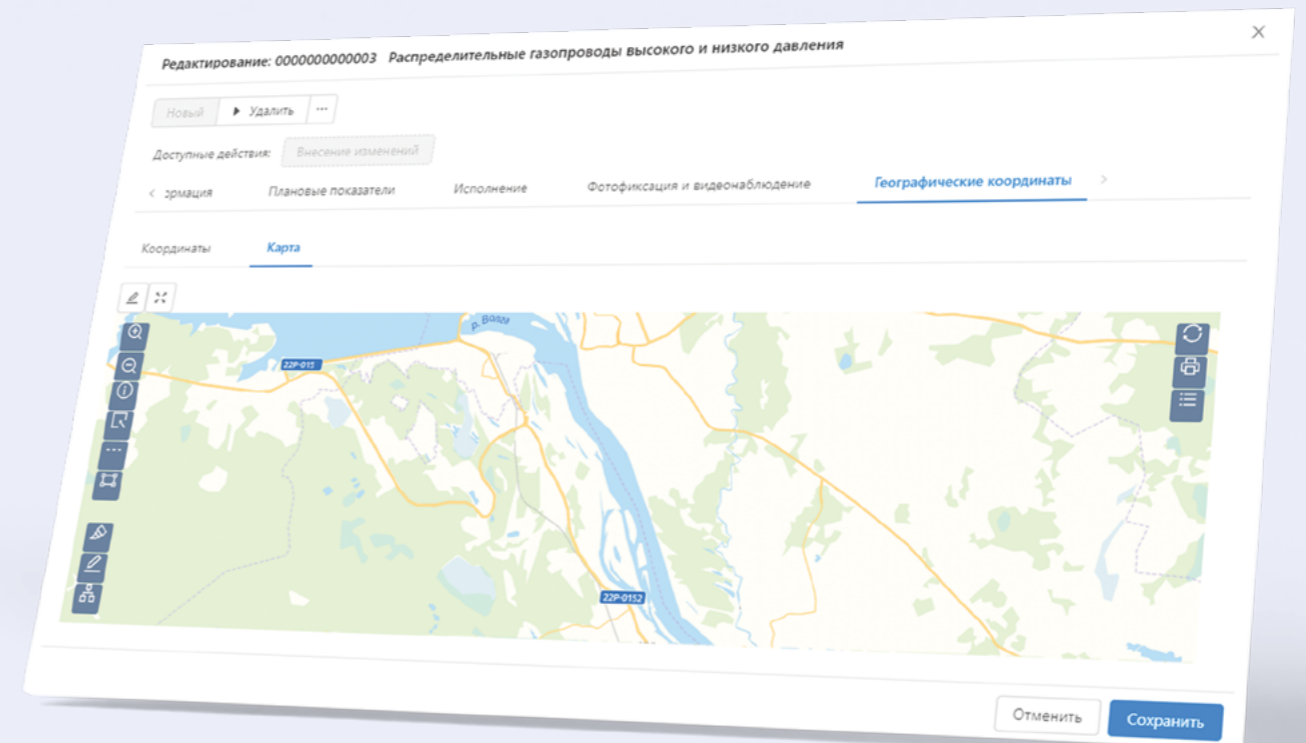 Редактирование: 0000000000003 Распределительные газопроводы высокого и низкого давления
Новый Удалить ...
Доступные действия: Внесение изменений
ормация Плановые показатели Исполнение Фотофиксация и видеонаблюдение Географические координаты
Координаты Карта
р. Волга
22Р-015
22Р-0152
Отменить Сохранить